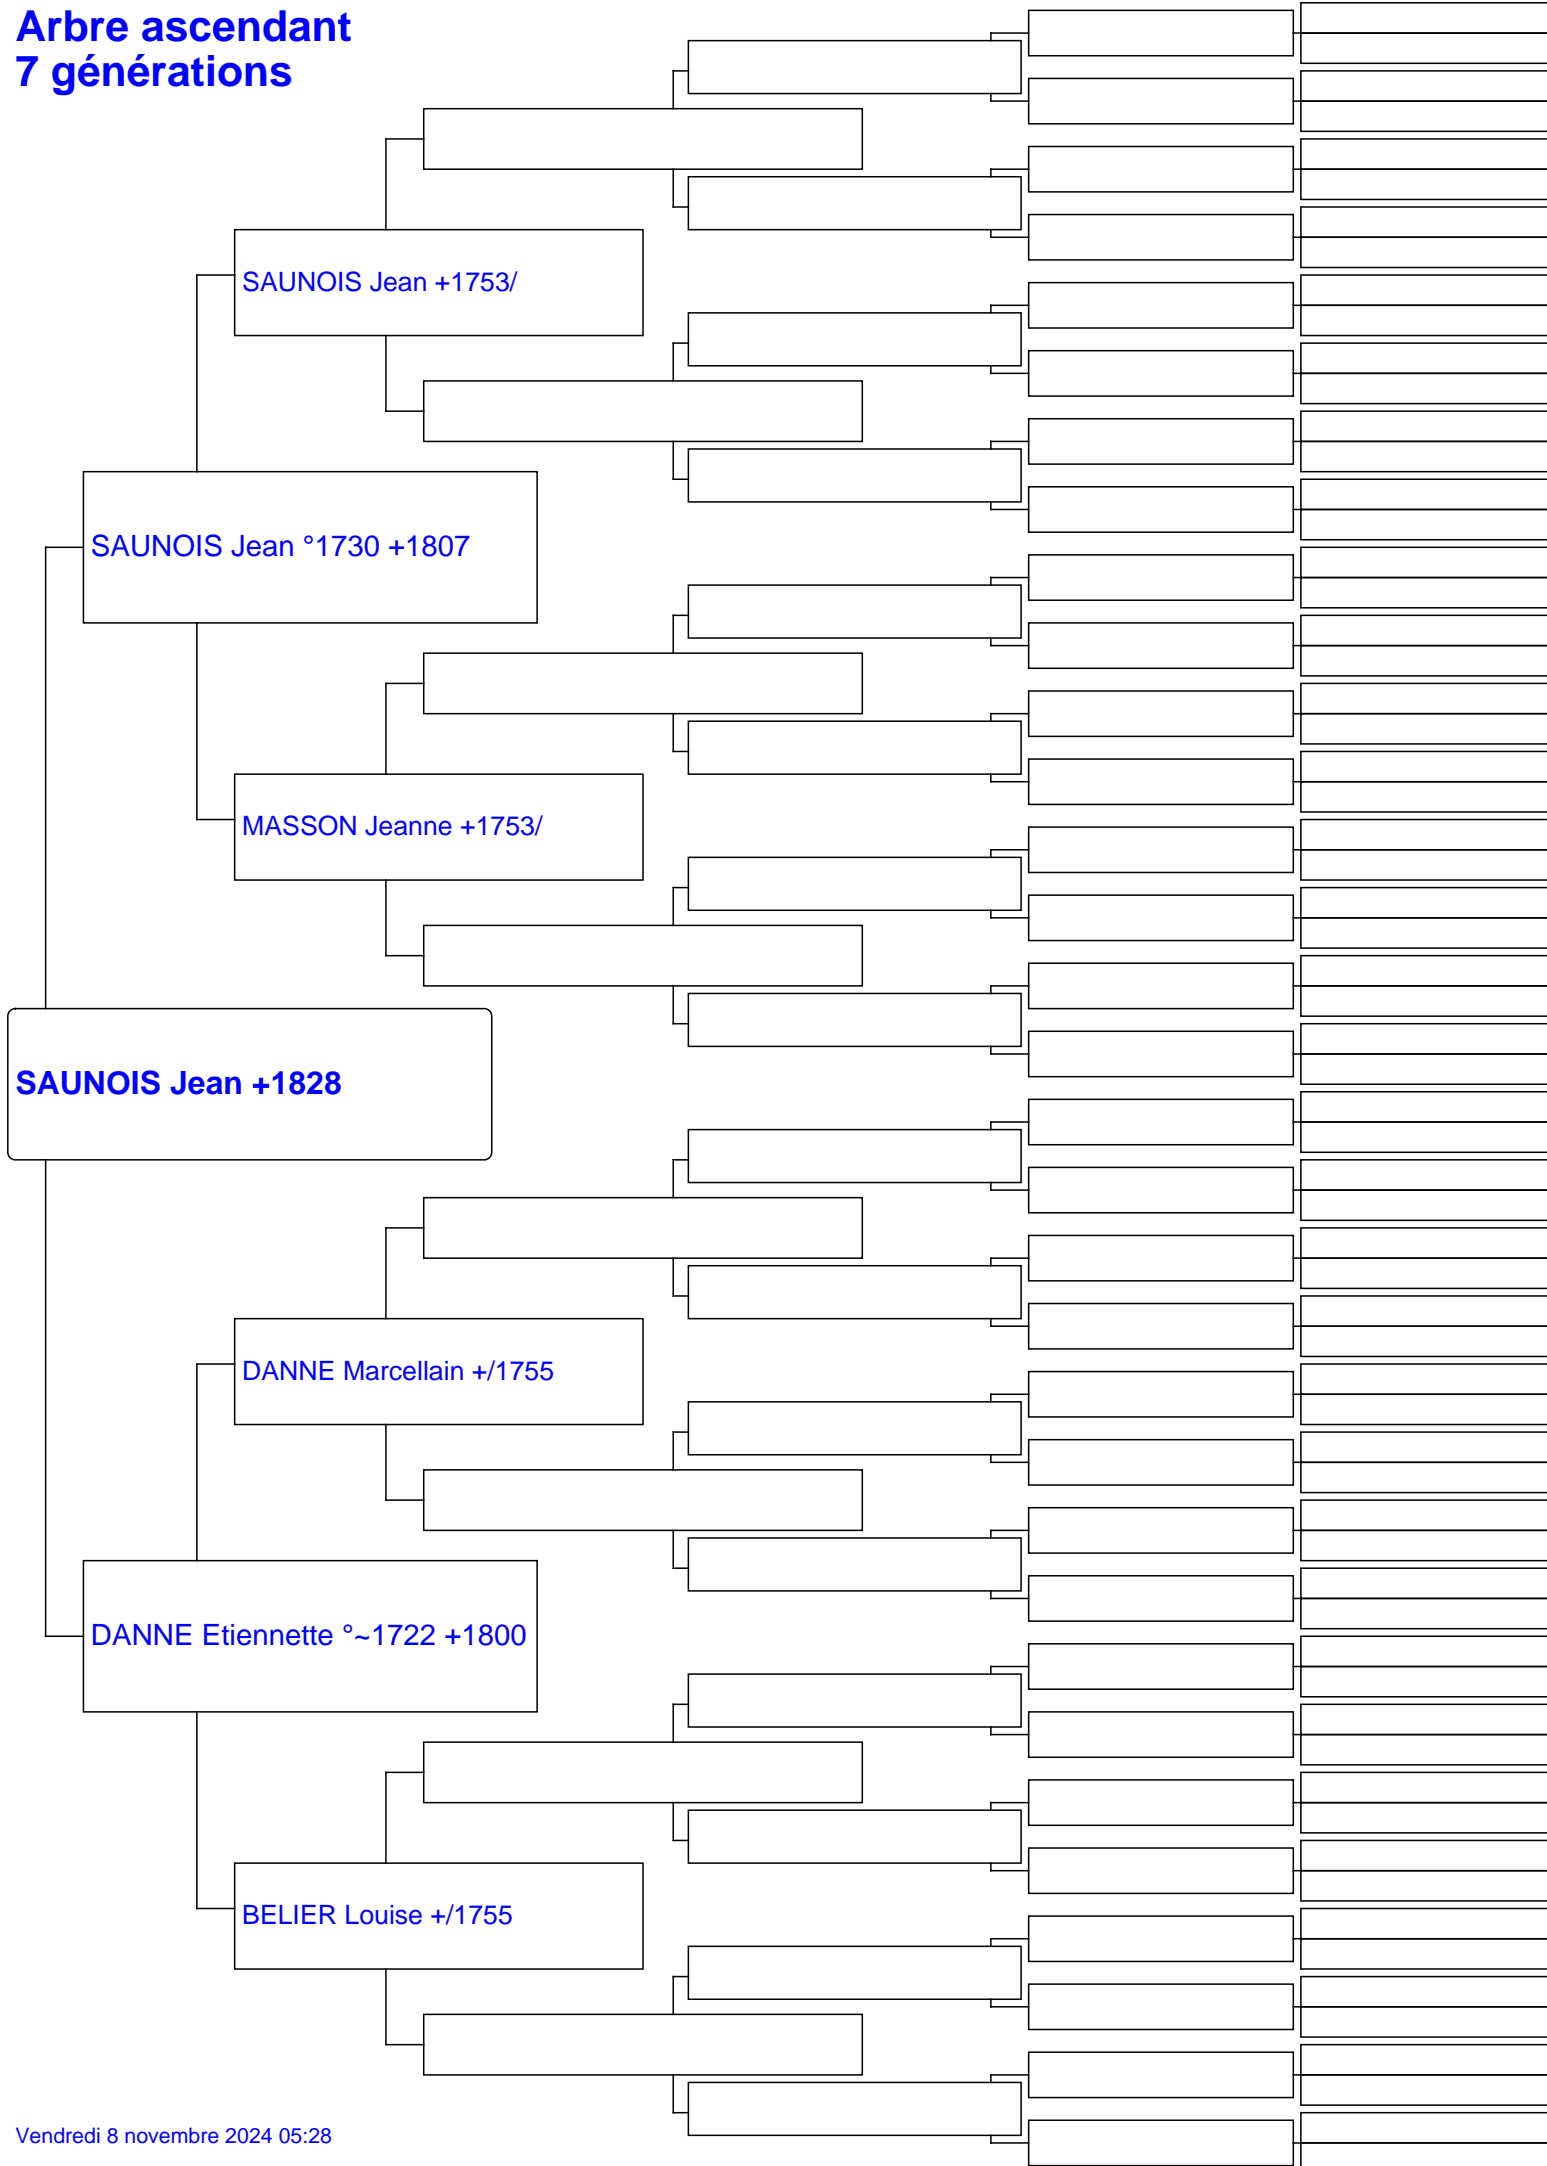 Arbre ascendant
7 générations
SAUNOIS Jean +1753/
SAUNOIS Jean °1730 +1807
MASSON Jeanne +1753/
SAUNOIS Jean +1828
DANNE Marcellain +/1755
DANNE Etiennette °~1722 +1800
BELIER Louise +/1755
Vendredi 8 novembre 2024 05:28